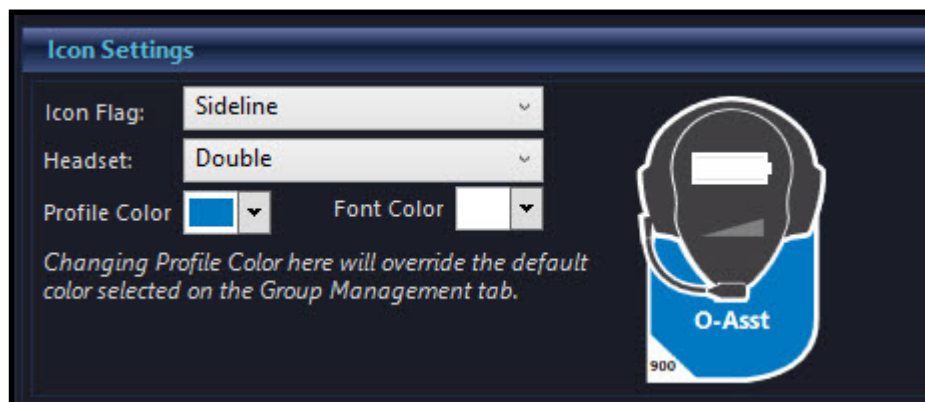 Icon Settings
Icon Flag: Sideline
Headset: Double
Profile Color Font Color
Changing Profile Color here will override the default
color selected on the Group Management tab.
O-Asst
900